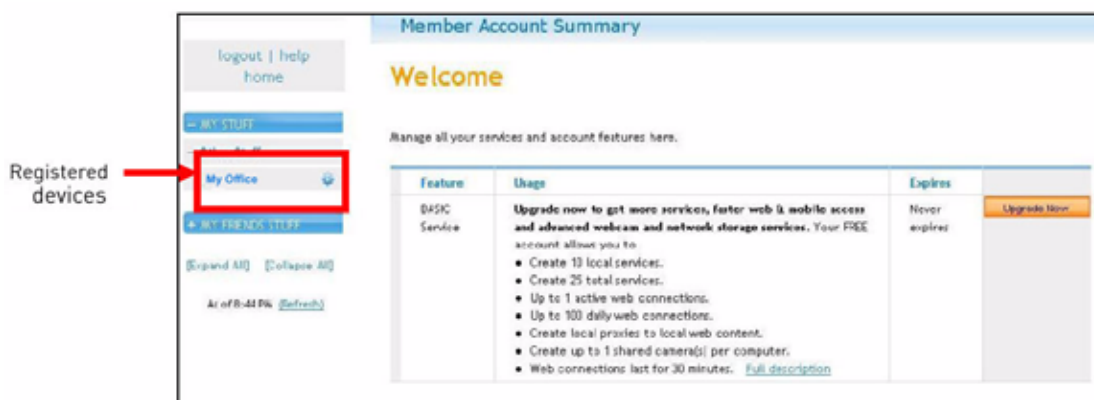 Member Account Summary
logout | help
home
Welcome
MY STUFF
Manage all your services and account features here.
Registered
devices
My Office
Feature Usage Expires
BASIC
Service
Upgrade now to get more services, faster web & mobile access
and advanced webcam and network storage services. Your FREE
account allows you to
Never
expires
Upgrade Now
+ MY FRIENDS STUFF
[Expand All] [Collapse All]
As of 8:44 PM (Refresh)
• Create 10 local services.
• Create 25 total services.
• Up to 1 active web connections.
• Up to 100 daily web connections.
• Create local proxies to local web content.
• Create up to 1 shared camera(s) per computer.
• Web connections last for 30 minutes. Full description